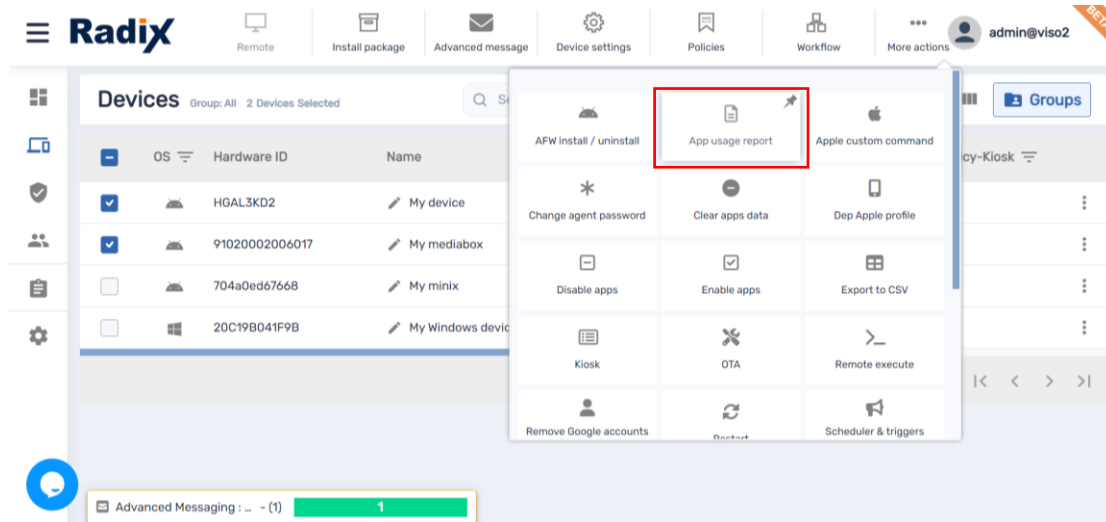 Radix
Remote
Install package
Advanced message
Device settings
Policies
Workflow
More actions
admin@viso2
BETA
Devices
Group: All 2 Devices Selected
Groups
AFW install / uninstall
App usage report
Apple custom command
OS
Hardware ID
Name
cy-Kiosk
HGAL3KD2
My device
Change agent password
Clear apps data
Dep Apple profile
91020002006017
My mediabox
704a0ed67668
My minix
Disable apps
Enable apps
Export to CSV
20C19B041F9B
My Windows devic
Kiosk
OTA
Remote execute
Remove Google accounts
Restart
Scheduler & triggers
Advanced Messaging : ... - (1)
1